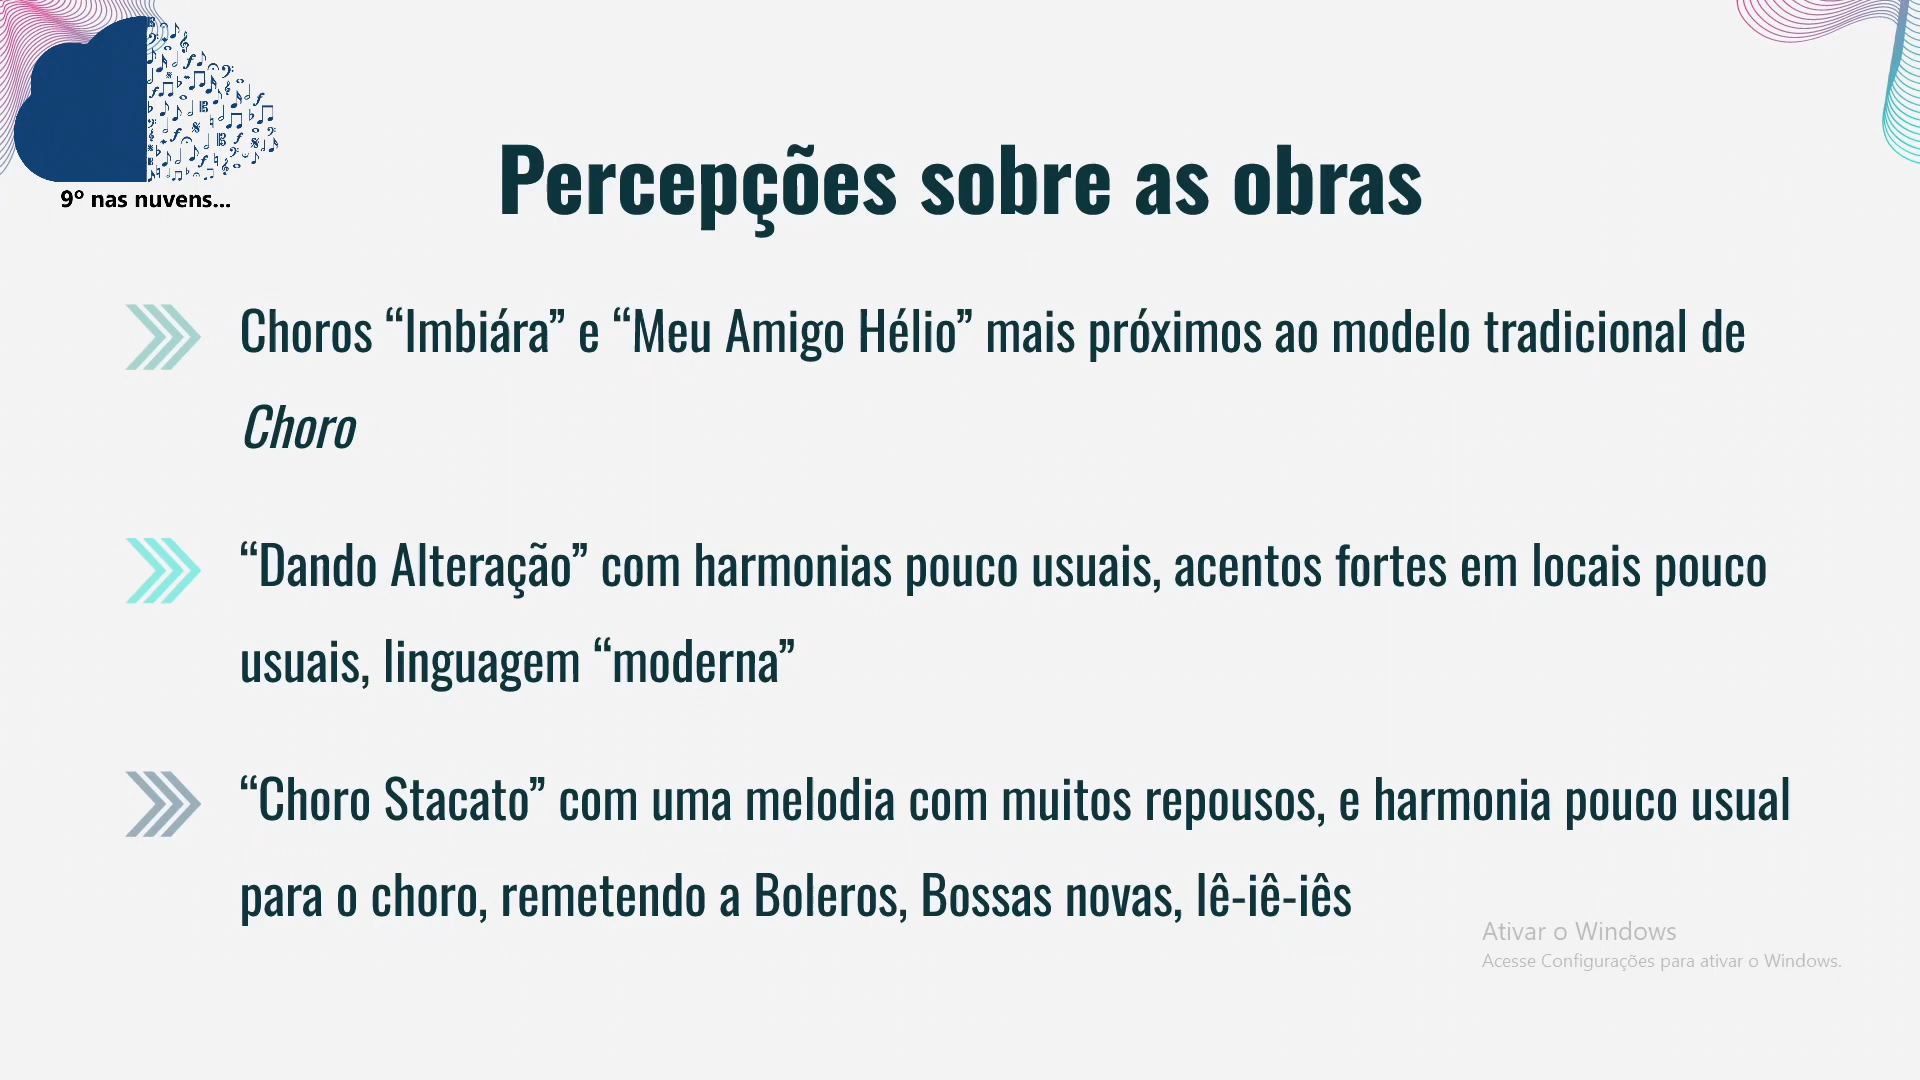 9º nas nuvens...
Percepções sobre as obras
Choros “Imbiára” e “Meu Amigo Hélio” mais próximos ao modelo tradicional de
Choro
“Dando Alteração” com harmonias pouco usuais, acentos fortes em locais pouco
usuais, linguagem “moderna”
“Choro Stacato” com uma melodia com muitos repousos, e harmonia pouco usual
para o choro, remetendo a Boleros, Bossas novas, Iê-iê-iês
Ativar o Windows
Acesse Configurações para ativar o Windows.